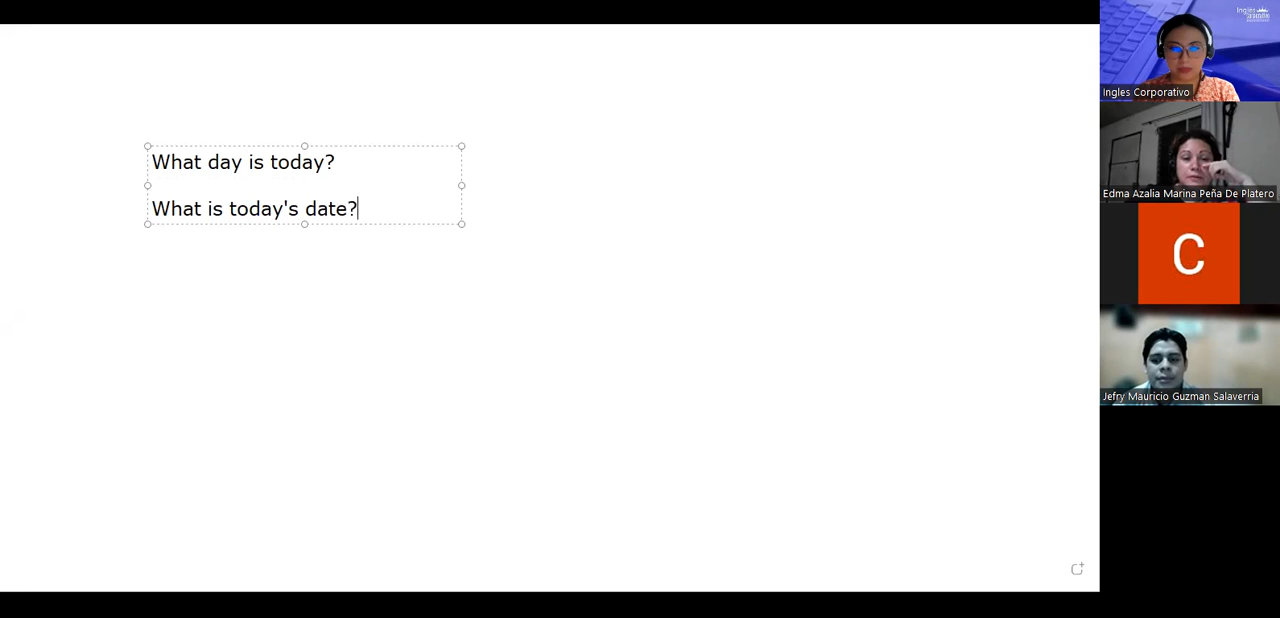 What day is today?
What is today's date?
Ingles
Ingles Corporativo
Edma Azalia Marina Peña De Platero
C
Jefry Mauricio Guzman Salaverria